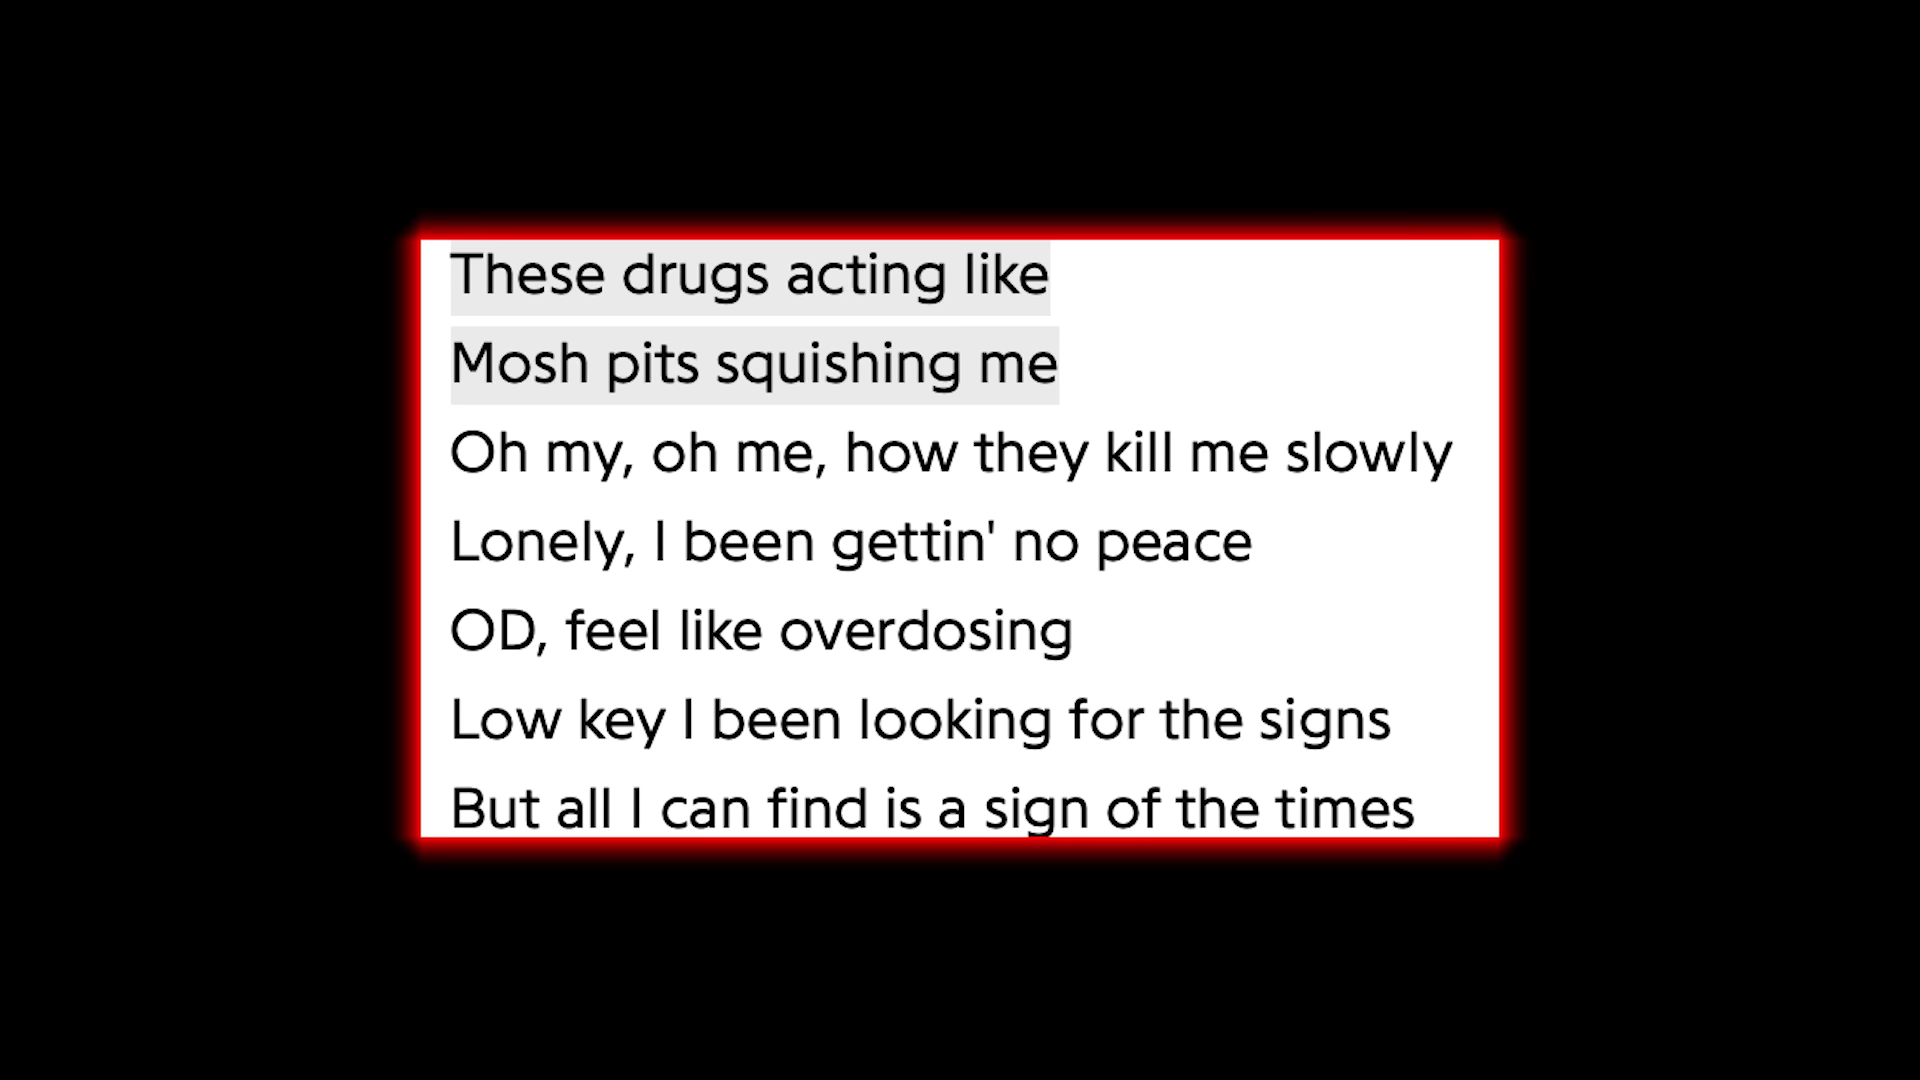 These drugs acting like
Mosh pits squishing me
Oh my, oh me, how they kill me slowly
Lonely, I been gettin' no peace
OD, feel like overdosing
Low key I been looking for the signs
But all I can find is a sign of the times